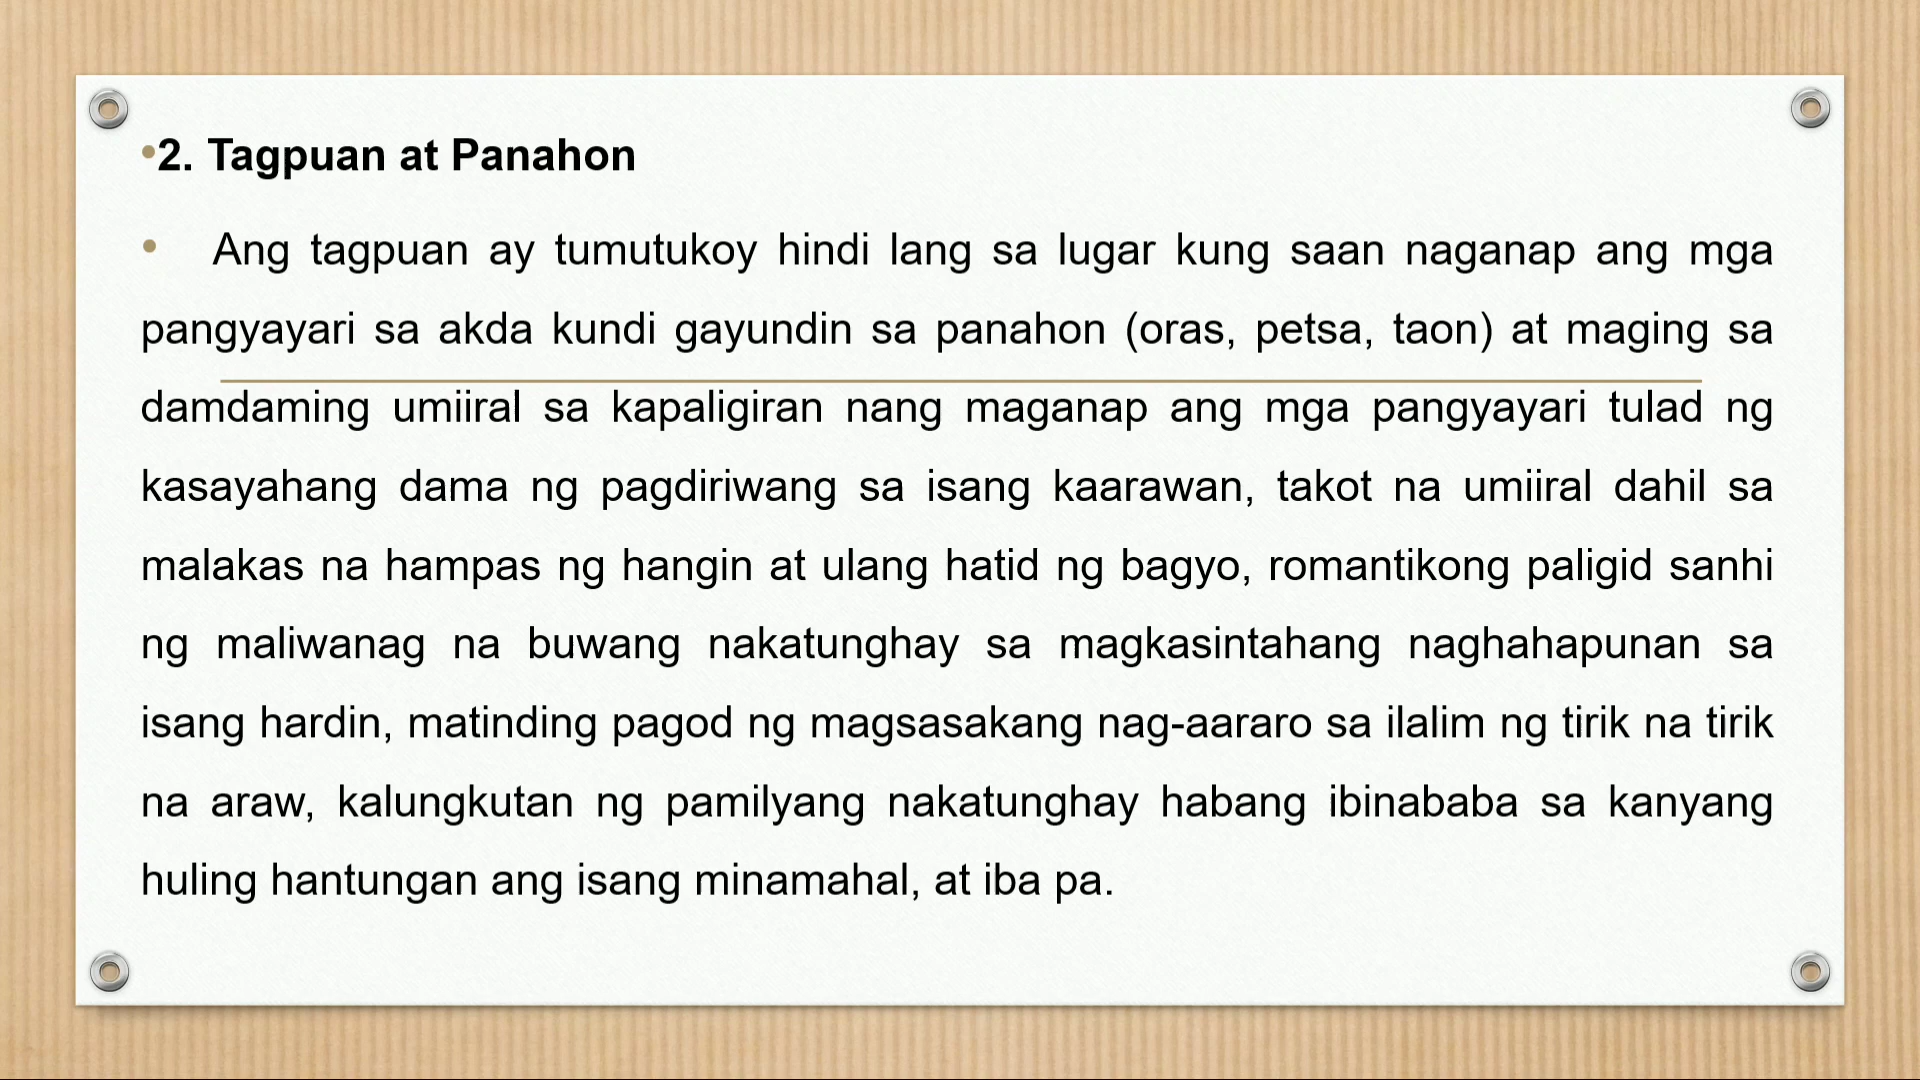 •2. Tagpuan at Panahon
• Ang tagpuan ay tumutukoy hindi lang sa lugar kung saan naganap ang mga
pangyayari sa akda kundi gayundin sa panahon (oras, petsa, taon) at maging sa
damdaming umiiral sa kapaligiran nang maganap ang mga pangyayari tulad ng
kasayahang dama ng pagdiriwang sa isang kaarawan, takot na umiiral dahil sa
malakas na hampas ng hangin at ulang hatid ng bagyo, romantikong paligid sanhi
ng maliwanag na buwang nakatunghay sa magkasintahang naghahapunan sa
isang hardin, matinding pagod ng magsasakang nag-aararo sa ilalim ng tirik na tirik
na araw, kalungkutan ng pamilyang nakatunghay habang ibinababa sa kanyang
huling hantungan ang isang minamahal, at iba pa.